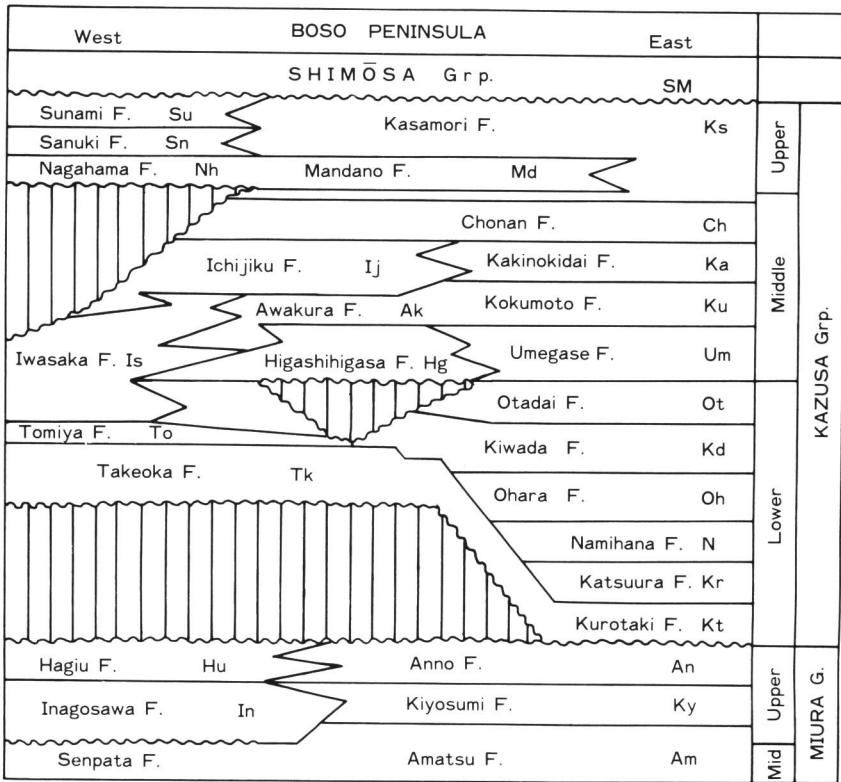 BOSO PENINSULA
West East
SHIMŌSA Grp. SM
Sunami F. Su
Kasamori F. Ks
Sanuki F. Sn
Nagahama F. Nh Mandano F. Md
Upper
Chonan F. Ch
Ichijiku F. Ij Kakinokidai F. Ka
Awakura F. Ak Kokumoto F. Ku
Iwasaka F. Is Higashihigasa F. Hg Umegase F. Um
Middle
Otadai F. Ot
Tomiya F. To Kiwada F. Kd
Takeoka F. Tk
Ohara F. Oh
Namihana F. N
Katsuura F. Kr
Kurotaki F. Kt
Lower
KAZUSA Grp.
Hagiu F. Hu Anno F. An
Inagosawa F. In Kiyosumi F. Ky
Upper
Senpata F. Amatsu F. Am
Mid
MIURA G.